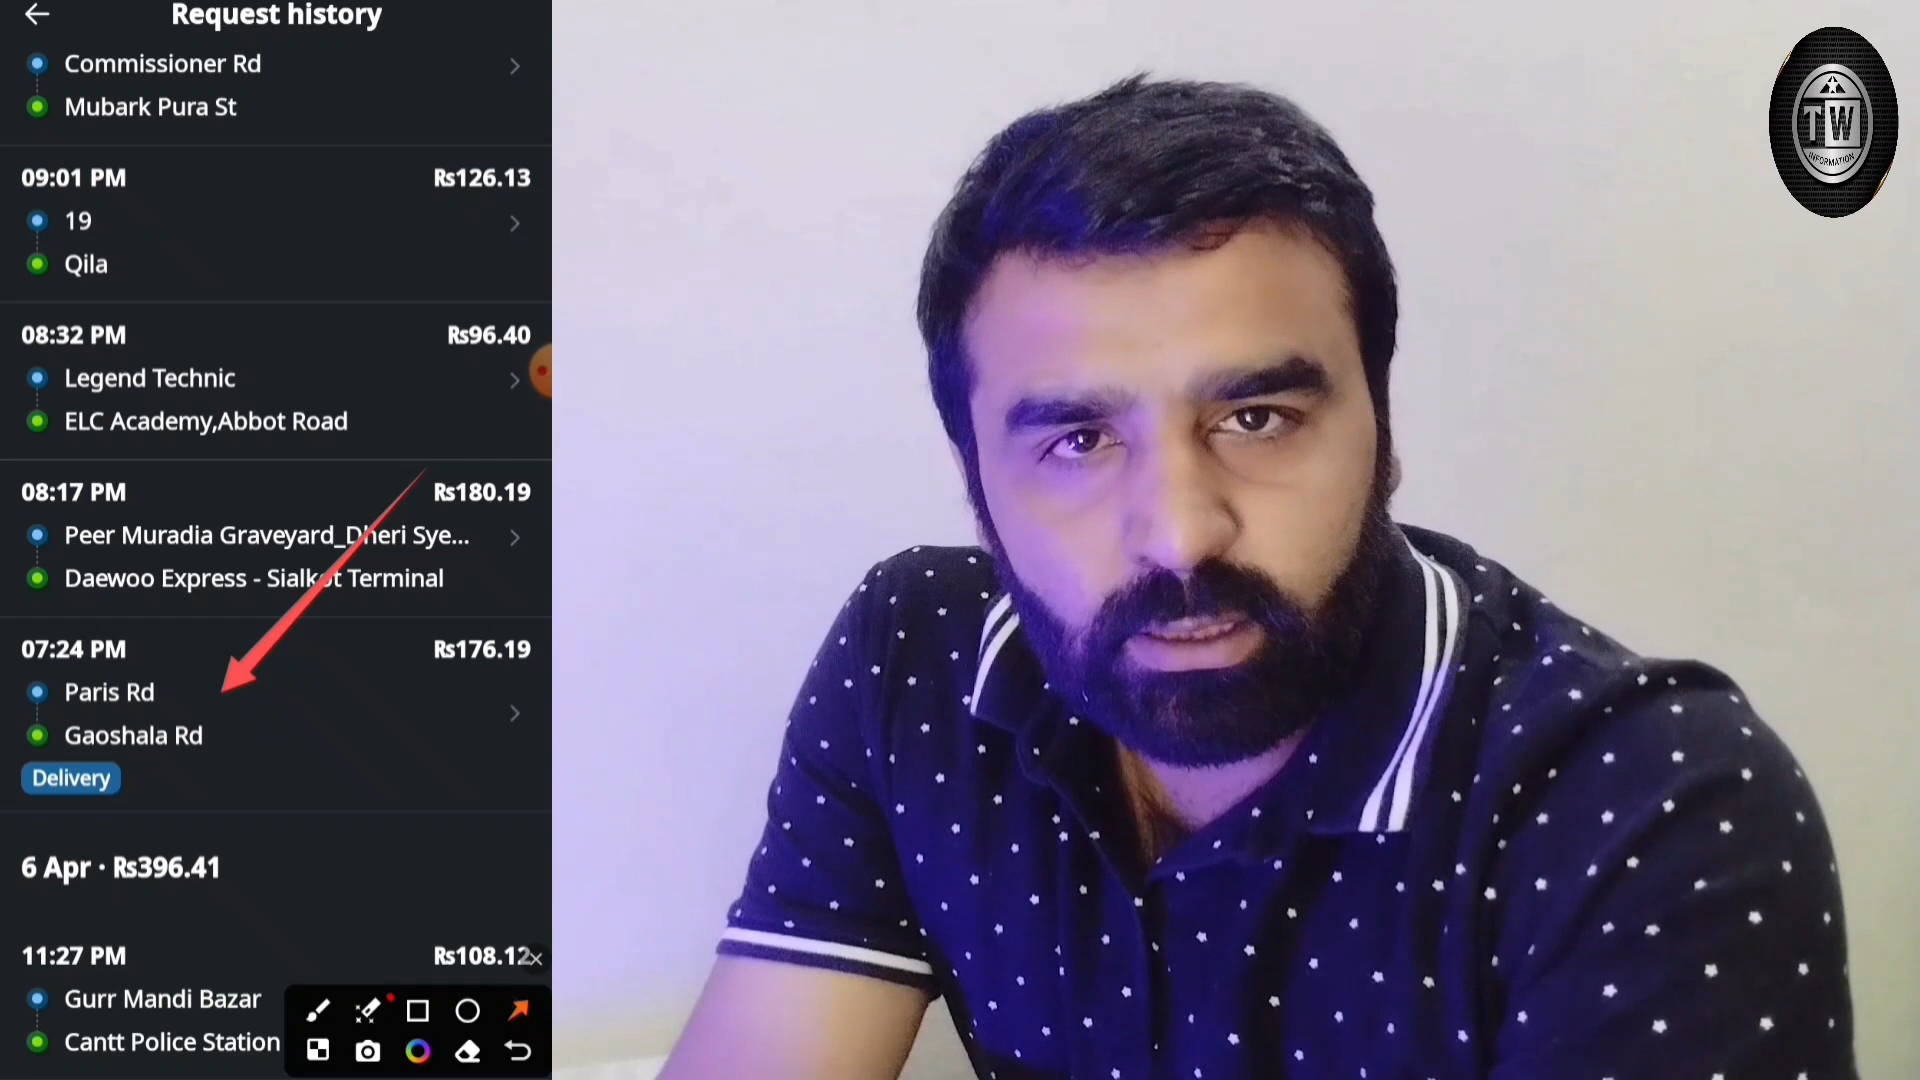 Request history
Commissioner Rd
Mubark Pura St
09:01 PM
₨126.13
19
Qila
08:32 PM
₨96.40
Legend Technic
ELC Academy,Abbot Road
08:17 PM
₨180.19
Peer Muradia Graveyard_Dheri Sye...
Daewoo Express - Sialkot Terminal
07:24 PM
₨176.19
Paris Rd
Gaoshala Rd
Delivery
6 Apr · ₨396.41
11:27 PM
₨108.12
Gurr Mandi Bazar
Cantt Police Station
TW
INFORMATION